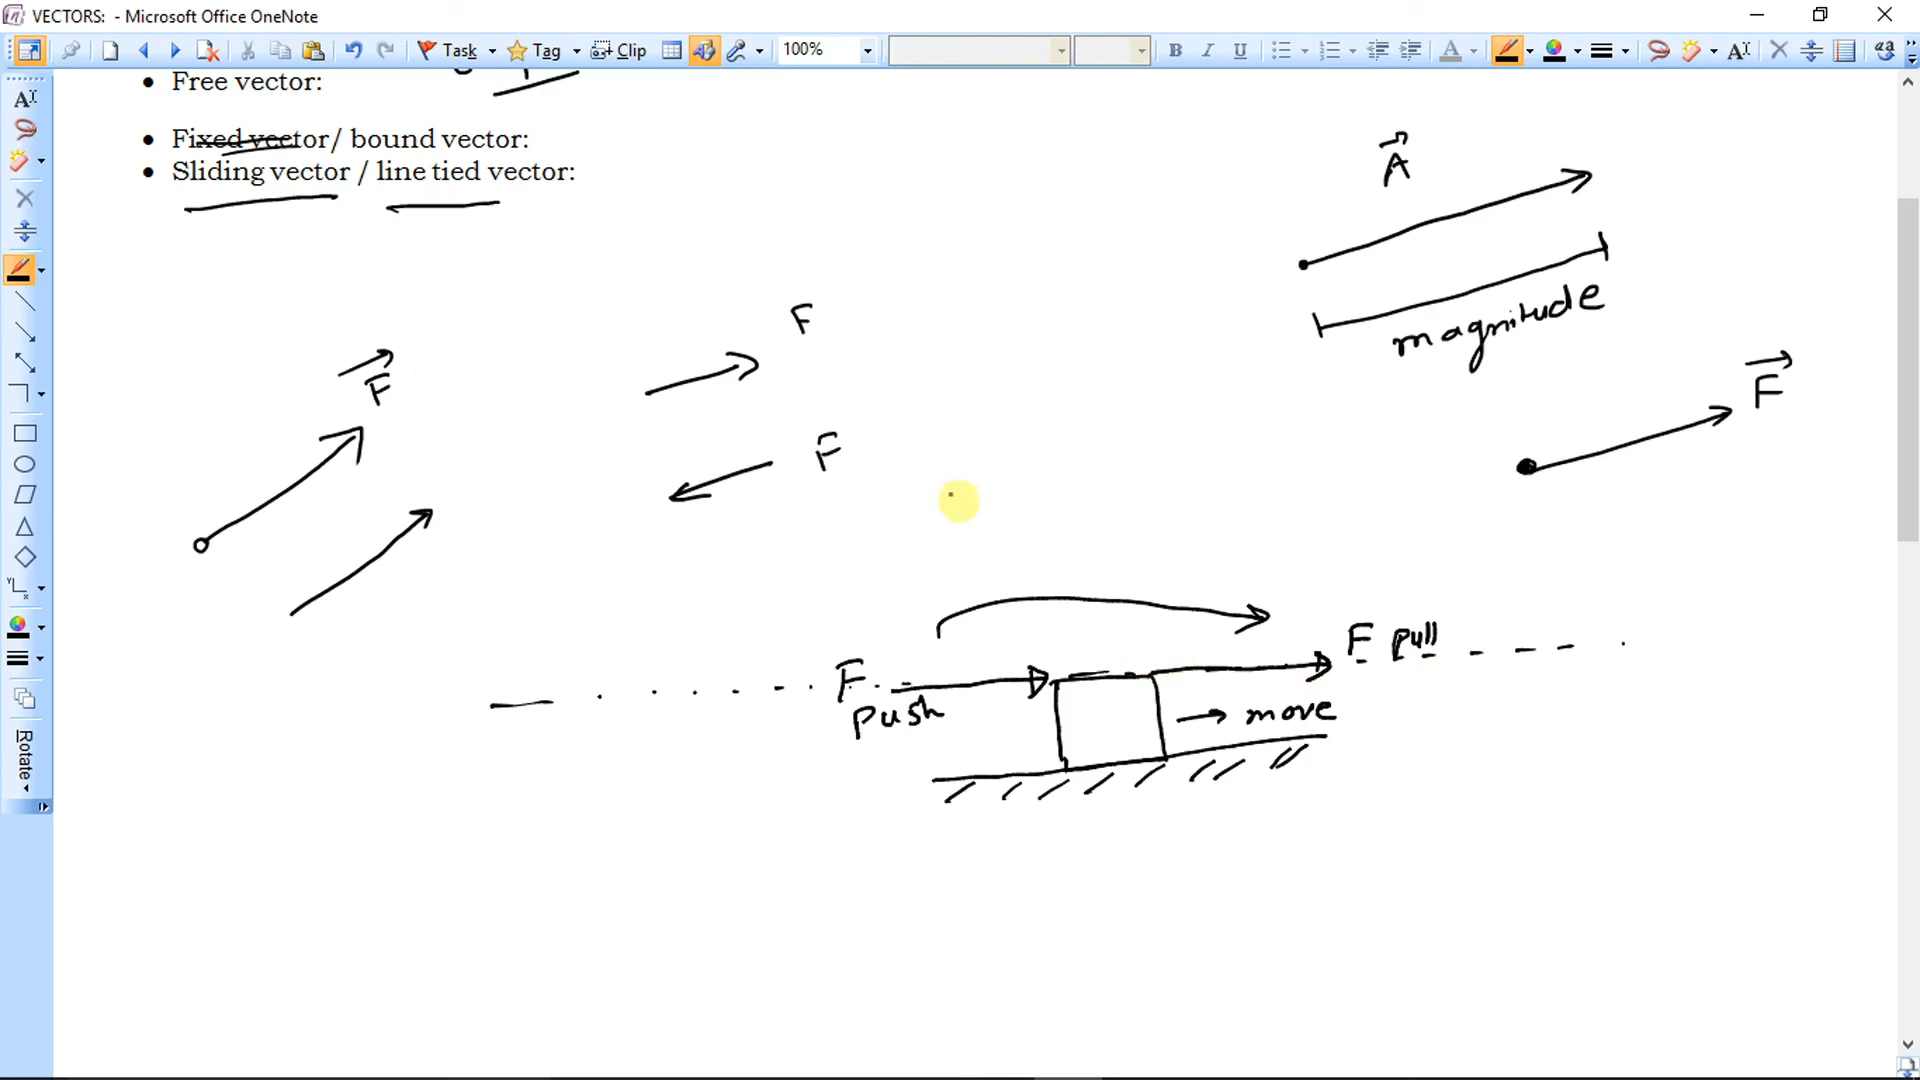 VECTORS: - Microsoft Office OneNote
Task Tag Clip 100% B I U A
• Free vector:
• Fixed vector/ bound vector:
• Sliding vector / line tied vector:
A
magnitude
F
F
F
F
F Push
F Pull
→ move
Rotate